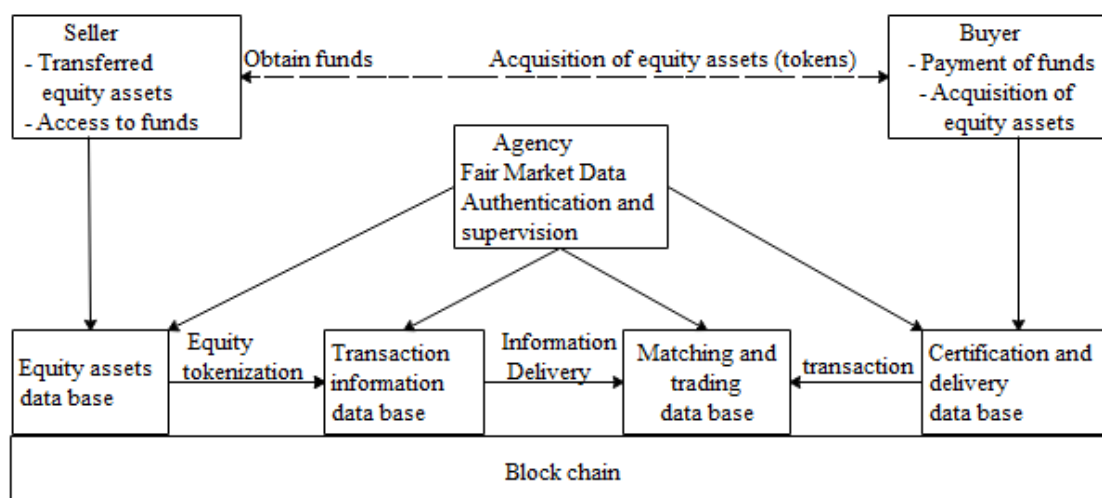 Seller
- Transferred
equity assets
- Access to funds
Obtain funds
Acquisition of equity assets (tokens)
Buyer
- Payment of funds
- Acquisition of
equity assets
Agency
Fair Market Data
Authentication and
supervision
Equity assets
data base
Equity
tokenization
Transaction
information
data base
Information
Delivery
Matching and
trading
data base
transaction
Certification and
delivery
data base
Block chain